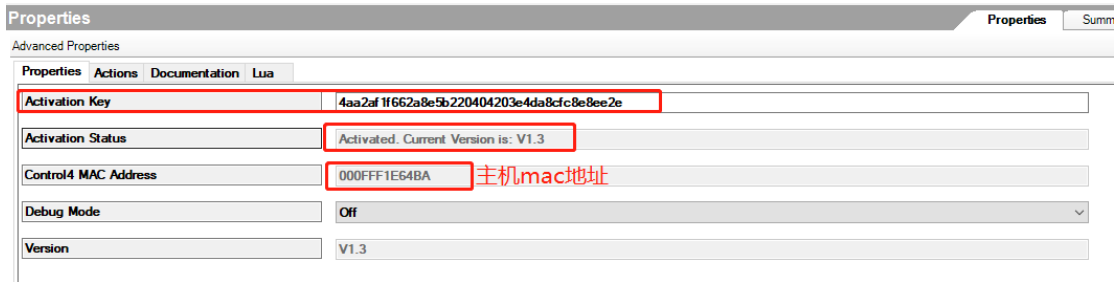 Properties
Properties
Summ
Advanced Properties
Properties Actions Documentation Lua
Activation Key
4aa2af1f662a8e5b220404203e4da8cfc8e8ee2e
Activation Status
Activated. Current Version is: V1.3
Control4 MAC Address
000FFF1E64BA
主机mac地址
Debug Mode
Off
Version
V1.3